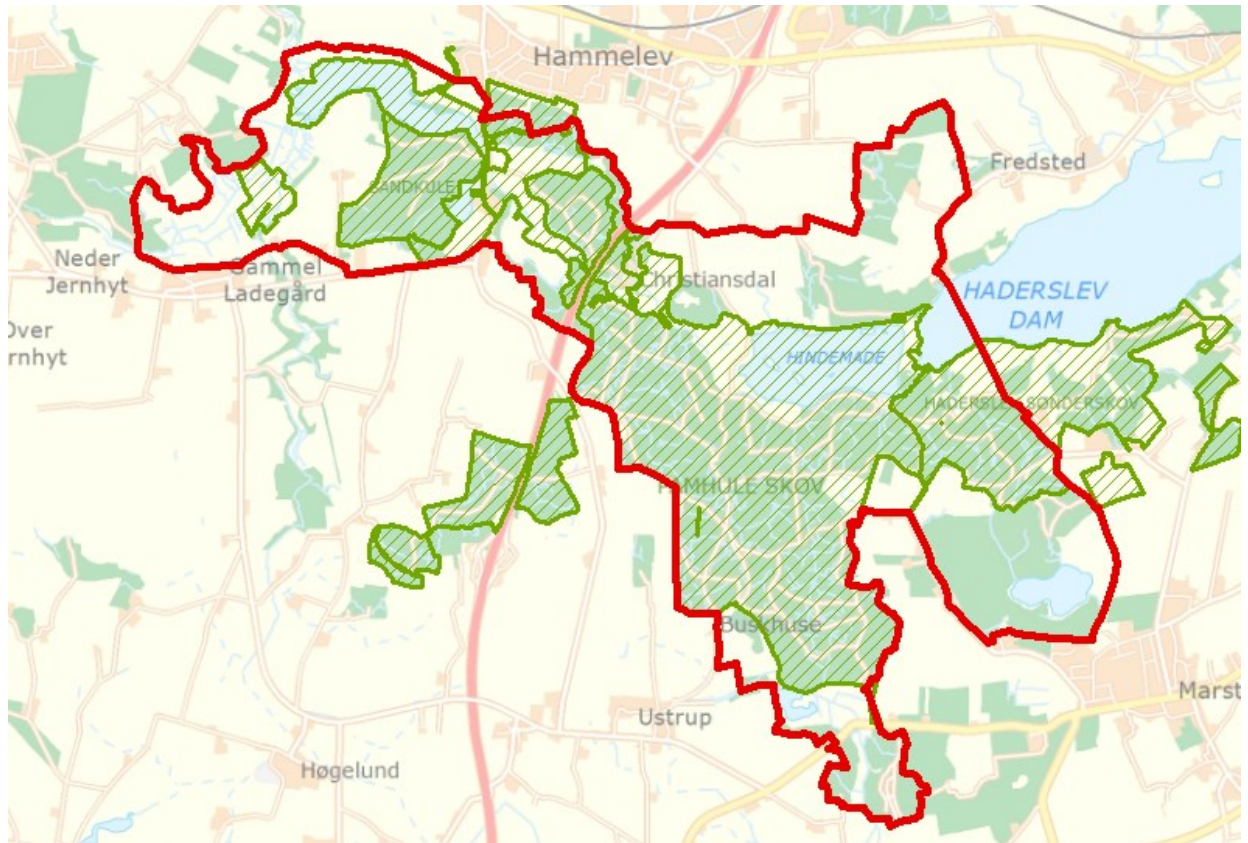 Hammelev
Fredsted
SANDKULE
Neder
Jernhyt
Gammel
Ladegård
Christiansdal
HADERSLEV
DAM
Over
rnhyt
HINDEMADE
HADERSLEV SØNDERSKOV
PAMHULE SKOV
Buskhuse
Ustrup
Marst
Høgelund